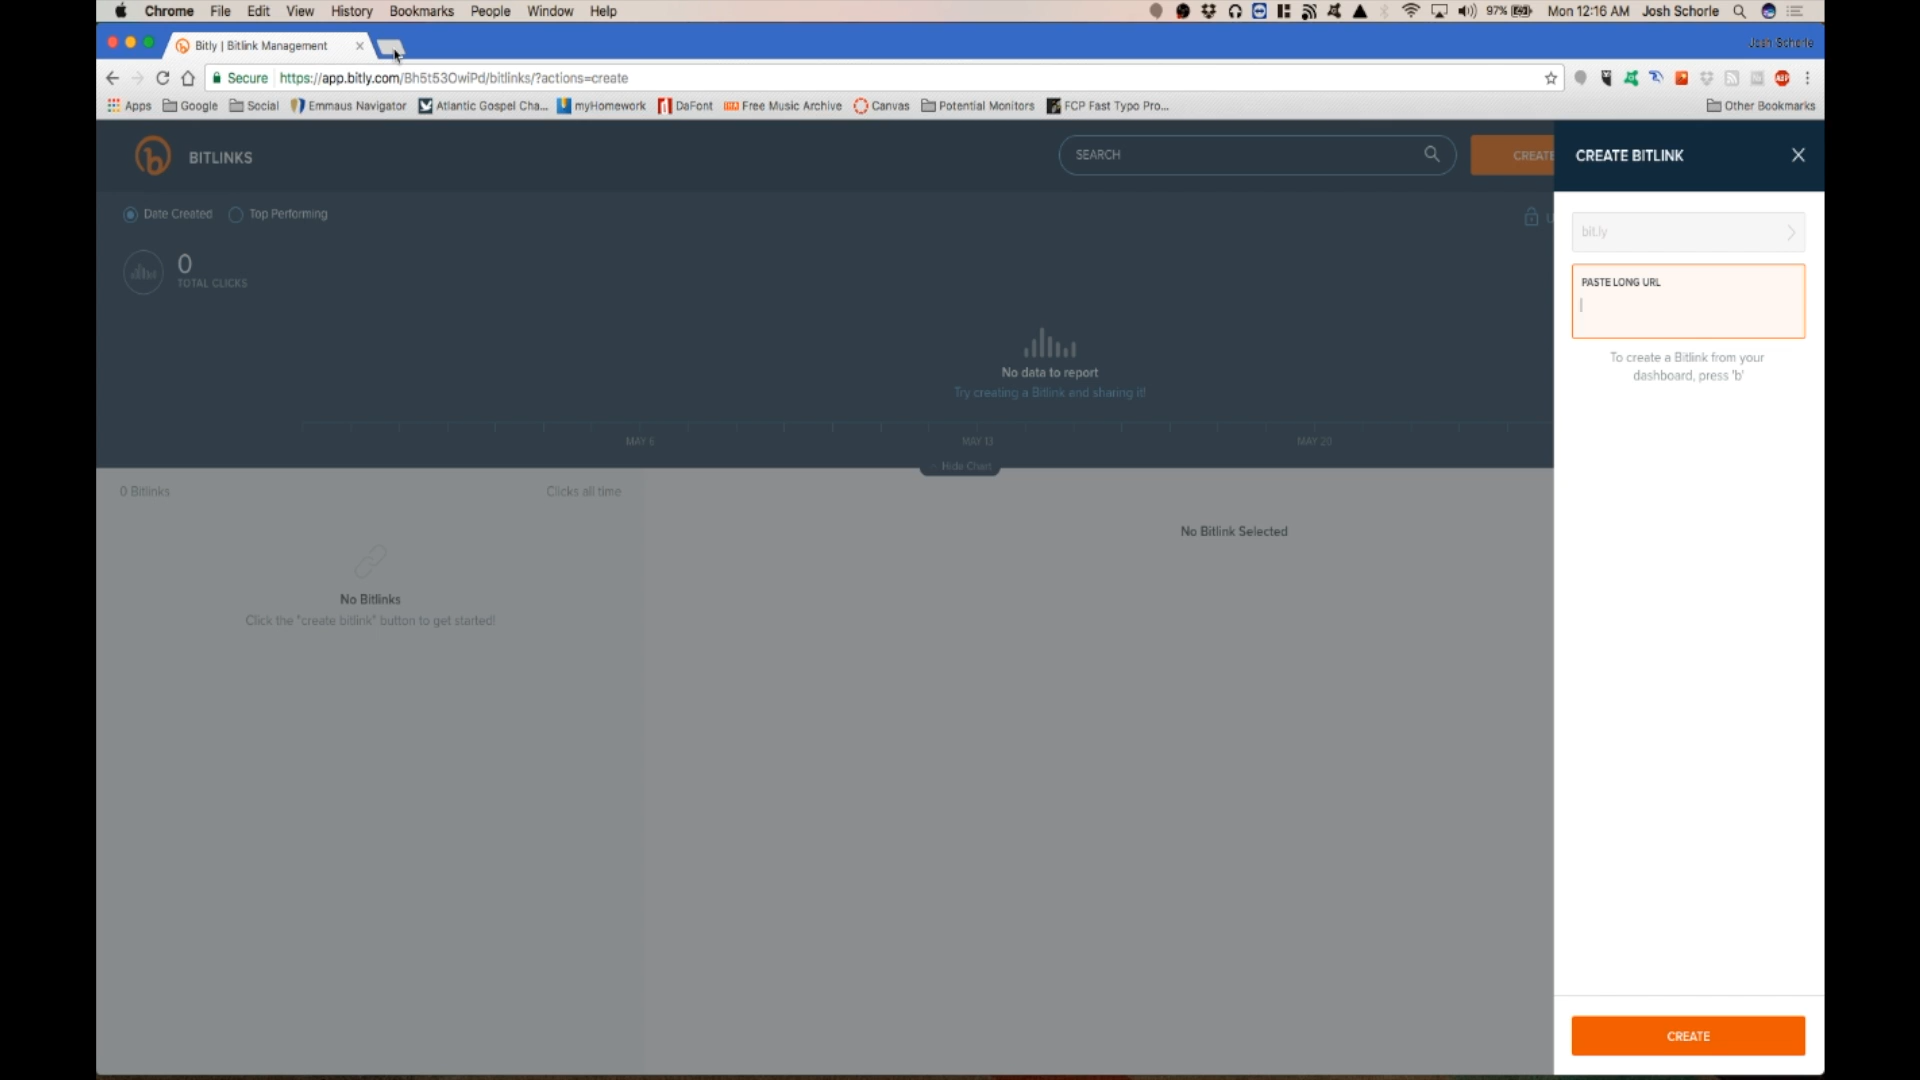 Chrome File Edit View History Bookmarks People Window Help 97% Mon 12:16 AM Josh Schorle
Bitly | Bitlink Management Josh Schorle
Secure https://app.bitly.com/Bh5t53OwiPd/bitlinks/?actions=create
Apps Google Social Emmaus Navigator Atlantic Gospel Cha... myHomework DaFont Free Music Archive Canvas Potential Monitors FCP Fast Typo Pro... Other Bookmarks
BITLINKS SEARCH CREATE CREATE BITLINK
Date Created Top Performing U
bit.ly
0
TOTAL CLICKS
PASTE LONG URL
To create a Bitlink from your
dashboard, press 'b'
No data to report
Try creating a Bitlink and sharing it!
MAY 6 MAY 13 MAY 20
Hide Chart
0 Bitlinks Clicks all time
No Bitlink Selected
No Bitlinks
Click the "create bitlink" button to get started!
CREATE